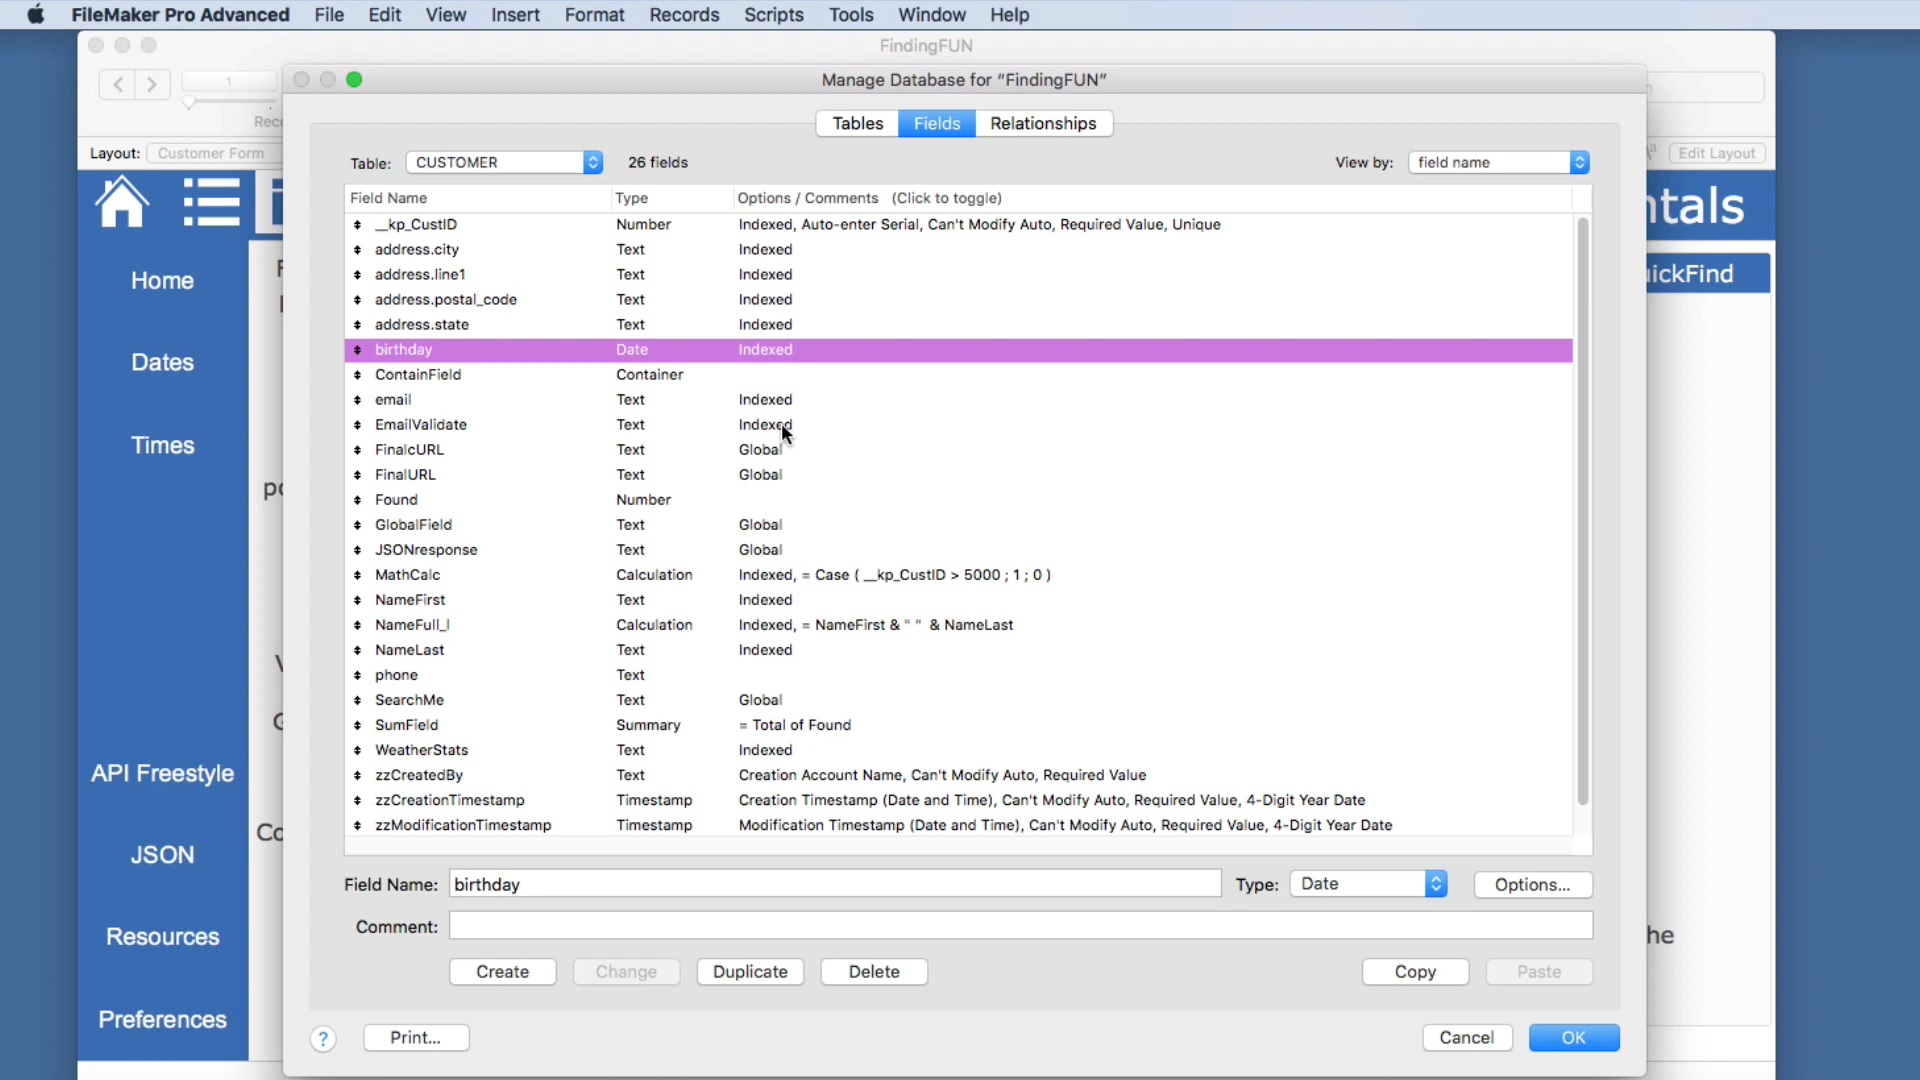 FileMaker Pro Advanced File Edit View Insert Format Records Scripts Tools Window Help
FindingFUN
Manage Database for “FindingFUN”
1
Layout: Customer Form
Edit Layout
Home
Dates
Times
API Freestyle
JSON
Resources
Preferences
Tables Fields Relationships
Table: CUSTOMER 26 fields View by: field name
Field Name Type Options / Comments (Click to toggle)
__kp_CustID Number Indexed, Auto-enter Serial, Can't Modify Auto, Required Value, Unique
address.city Text Indexed
address.line1 Text Indexed
address.postal_code Text Indexed
address.state Text Indexed
birthday Date Indexed
ContainField Container
email Text Indexed
EmailValidate Text Indexed
FinalcURL Text Global
FinalURL Text Global
Found Number
GlobalField Text Global
JSONresponse Text Global
MathCalc Calculation Indexed, = Case ( __kp_CustID > 5000 ; 1 ; 0 )
NameFirst Text Indexed
NameFull_I Calculation Indexed, = NameFirst & " " & NameLast
NameLast Text Indexed
phone Text
SearchMe Text Global
SumField Summary = Total of Found
WeatherStats Text Indexed
zzCreatedBy Text Creation Account Name, Can't Modify Auto, Required Value
zzCreationTimestamp Timestamp Creation Timestamp (Date and Time), Can't Modify Auto, Required Value, 4-Digit Year Date
zzModificationTimestamp Timestamp Modification Timestamp (Date and Time), Can't Modify Auto, Required Value, 4-Digit Year Date
Field Name: birthday Type: Date Options...
Comment:
Create Change Duplicate Delete Copy Paste
? Print... Cancel OK